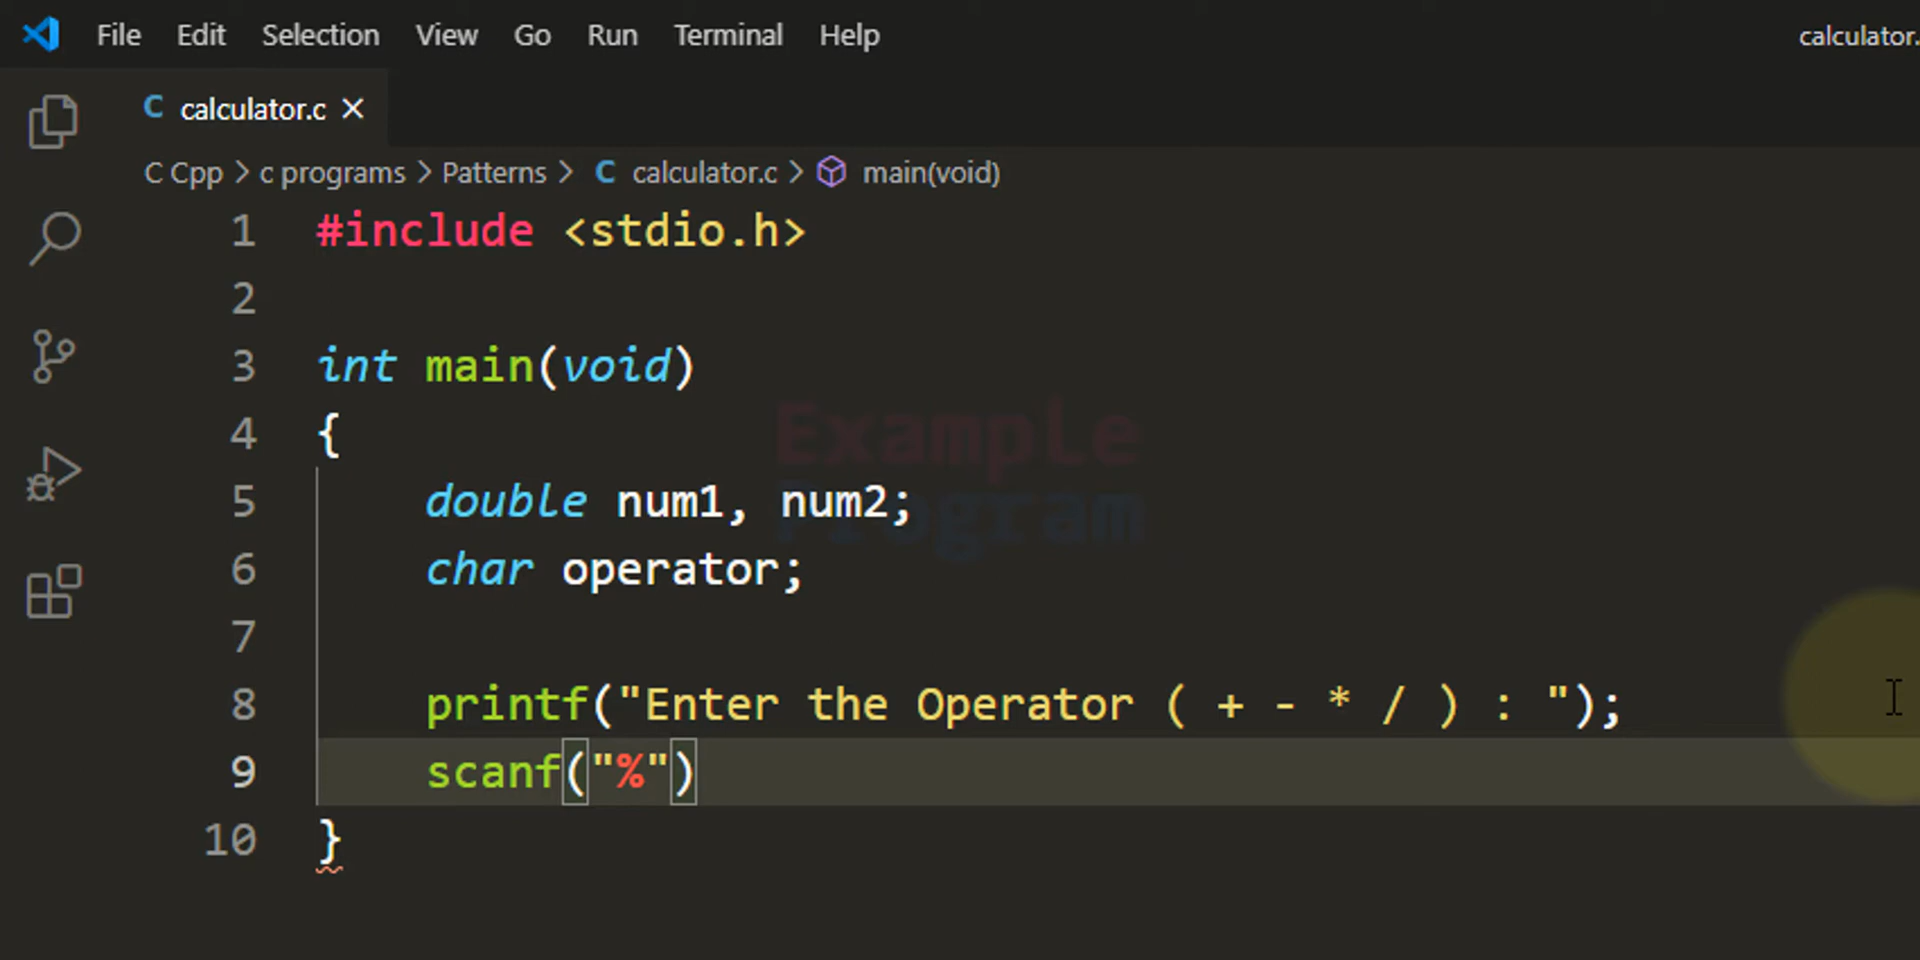 File Edit Selection View Go Run Terminal Help calculator.
C calculator.c ×
C Cpp > c programs > Patterns > C calculator.c > main(void)
1 #include <stdio.h>
2
3 int main(void)
4 {
Example
5 double num1, num2;
Program
6 char operator;
7
8 printf("Enter the Operator ( + - * / ) : ");
9 scanf("%")
10 }